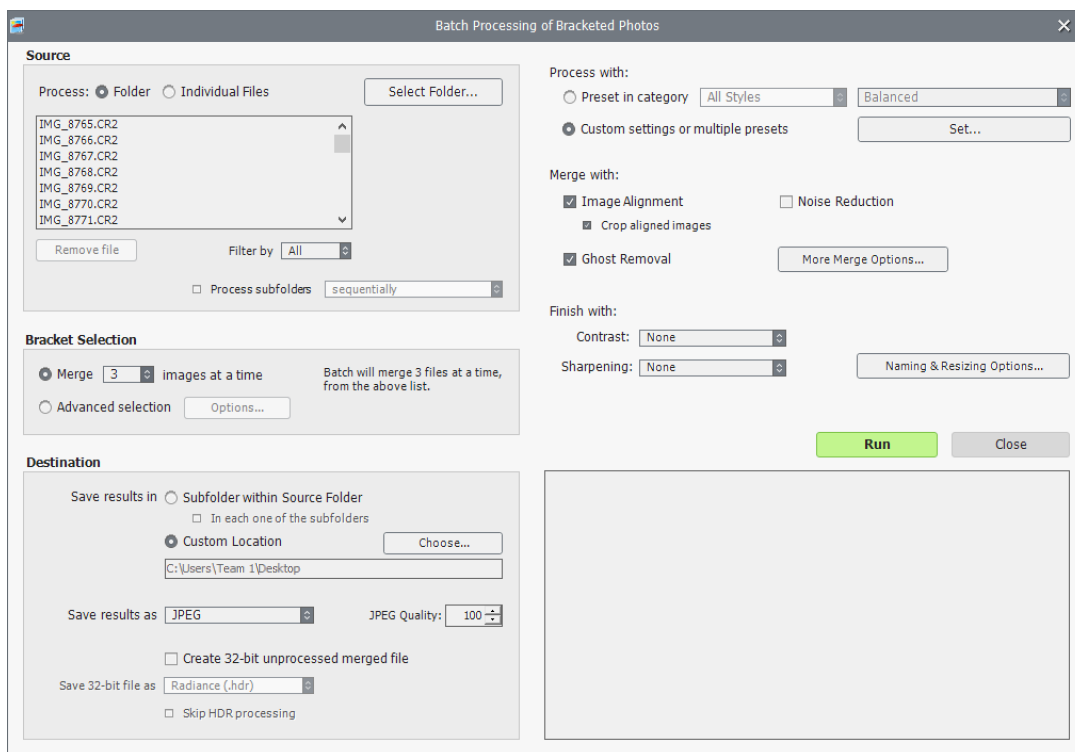 Batch Processing of Bracketed Photos
Source
Process: Folder Individual Files Select Folder...
IMG_8765.CR2
IMG_8766.CR2
IMG_8767.CR2
IMG_8768.CR2
IMG_8769.CR2
IMG_8770.CR2
IMG_8771.CR2
Remove file Filter by All
Process subfolders sequentially
Bracket Selection
Merge 3 images at a time
Batch will merge 3 files at a time,
from the above list.
Advanced selection Options...
Destination
Save results in Subfolder within Source Folder
In each one of the subfolders
Custom Location Choose...
C:\Users\Team 1\Desktop
Save results as JPEG JPEG Quality: 100
Create 32-bit unprocessed merged file
Save 32-bit file as Radiance (.hdr)
Skip HDR processing
Process with:
Preset in category All Styles Balanced
Custom settings or multiple presets Set...
Merge with:
Image Alignment Noise Reduction
Crop aligned images
Ghost Removal More Merge Options...
Finish with:
Contrast: None
Sharpening: None Naming & Resizing Options...
Run Close